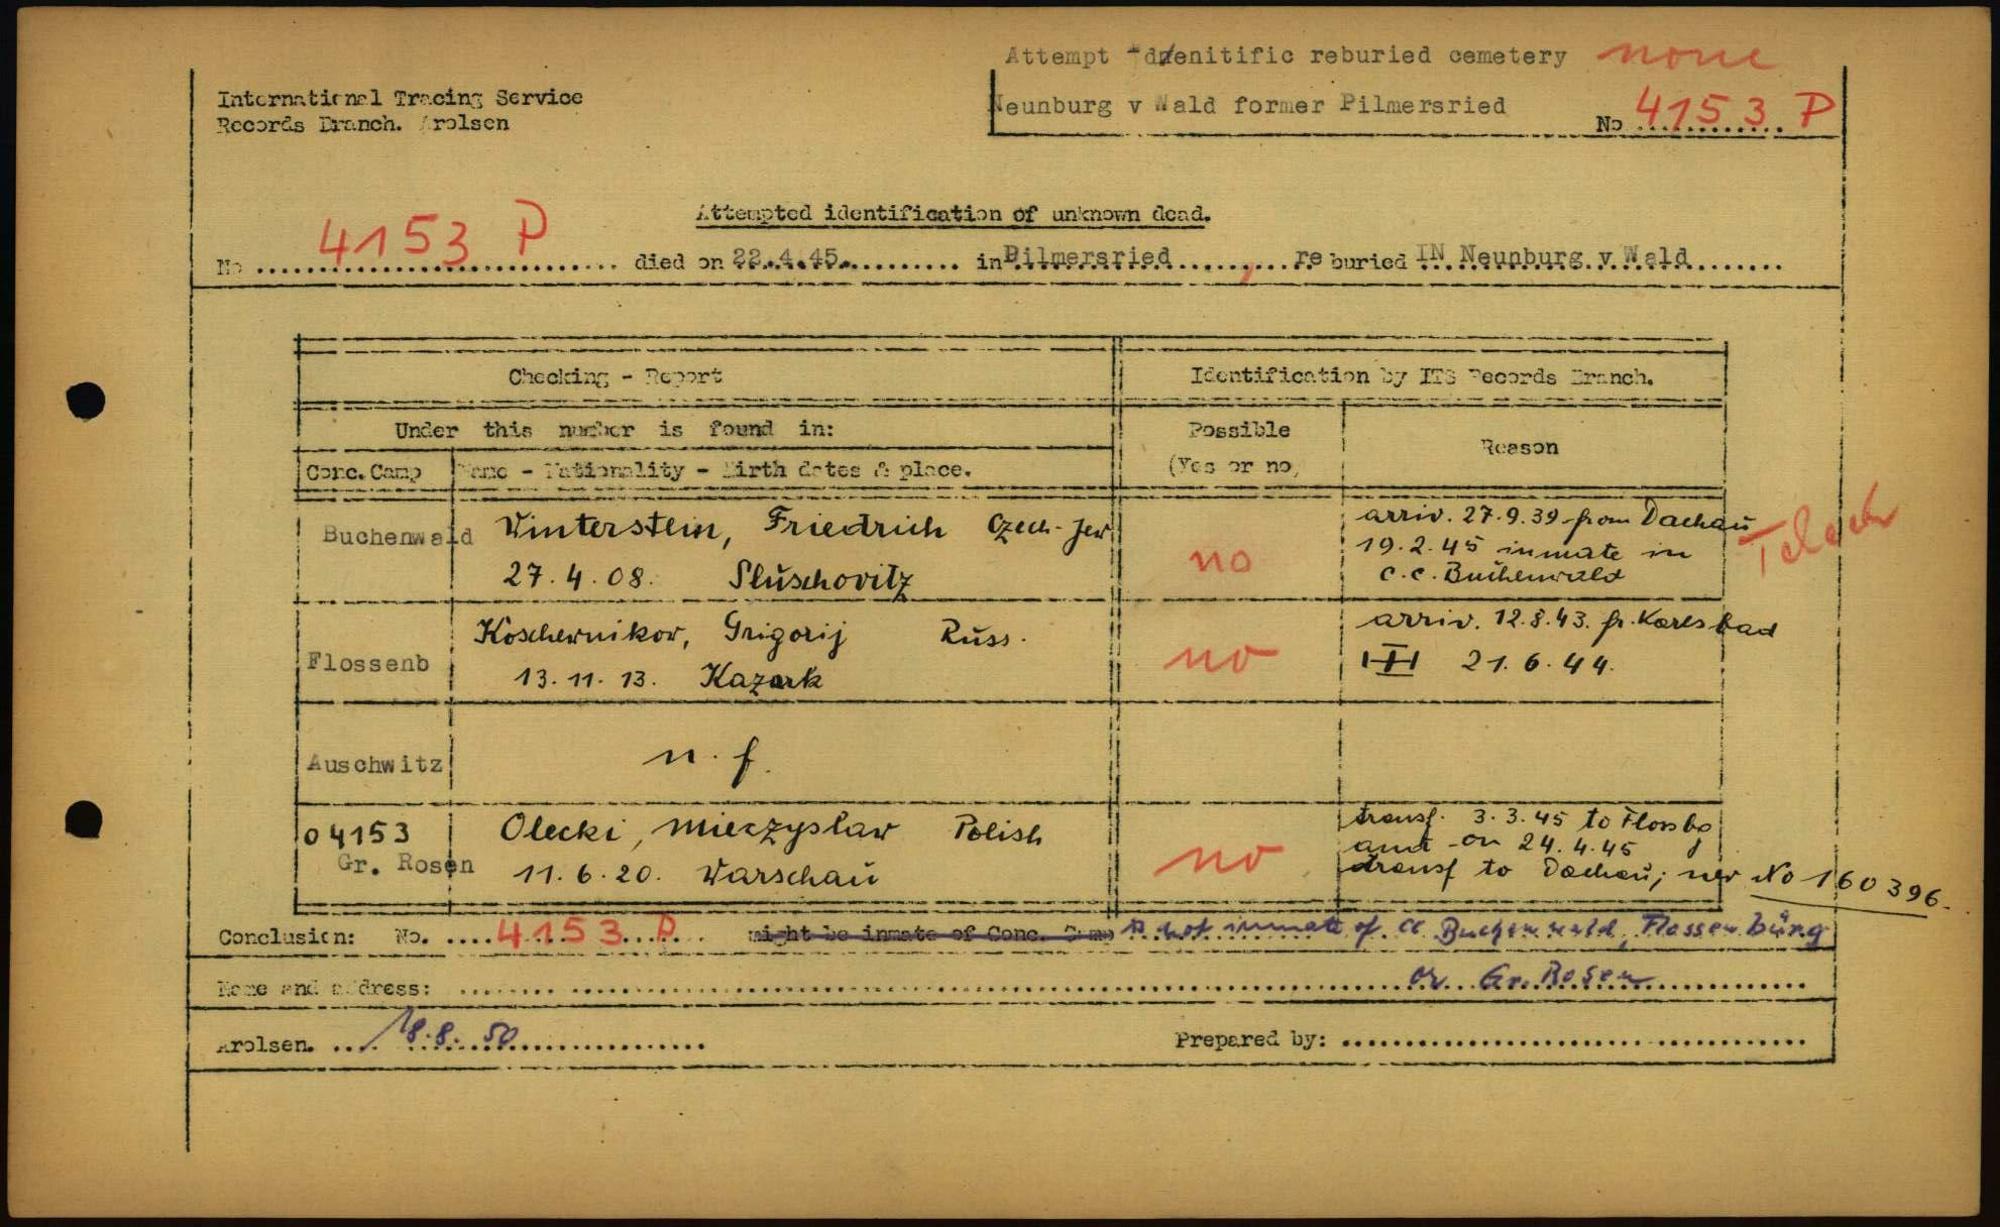 Attempt denitific reburied cemetery none
International Tracing Service
Records Branch. Arolsen
Neunburg v Wald former Pilmersried
No 4153 P
Attempted identification of unknown dead.
No 4153 P died on 22.4.45. in Pilmersried, re buried IN Neunburg v Wald
Checking - Report
Identification by ITS Records Branch.
Under this number is found in:
Possible
(Yes or no)
Reason
Conc. Camp
Name - Nationality - Birth dates & place.
Buchenwald
Winterstein, Friedrich Czech-Jew
27.4.08. Sluschovitz
no
arriv. 27.9.39 from Dachau
19.2.45 inmate in
c.c. Buchenwald
Flossenb
Koschernikow, Grigorij Russ.
13.11.13. Kazark
no
arriv. 12.8.43. fr. Karlsbad
21.6.44.
Auschwitz
n.f.
04153
Gr. Rosen
Olecki, Mieczyslaw Polish
11.6.20. Warschau
no
transf. 3.3.45 to Flossbg
and on 24.4.45
transf to Dachau; new No 160396.
Conclusion: No. 4153 P might be inmate of Conc. Camp is not inmate of CC Buchenwald, Flossenbürg
or Gr. Rosen
Name and address:
Arolsen. 18.8.50
Prepared by: